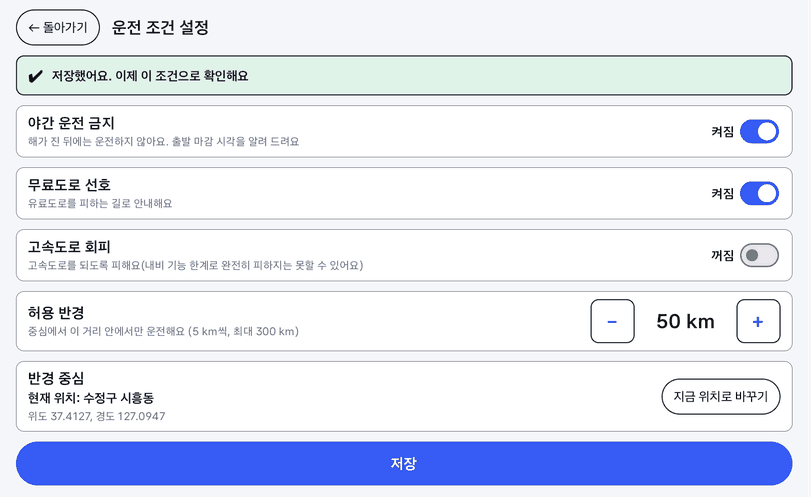 ← 돌아가기 운전 조건 설정
✔ 저장했어요. 이제 이 조건으로 확인해요
야간 운전 금지
해가 진 뒤에는 운전하지 않아요. 출발 마감 시각을 알려 드려요
켜짐
무료도로 선호
유료도로를 피하는 길로 안내해요
켜짐
고속도로 회피
고속도로를 되도록 피해요(내비 기능 한계로 완전히 피하지는 못할 수 있어요)
꺼짐
허용 반경
중심에서 이 거리 안에서만 운전해요 (5 km씩, 최대 300 km)
− 50 km +
반경 중심
현재 위치: 수정구 시흥동
위도 37.4127, 경도 127.0947
지금 위치로 바꾸기
저장